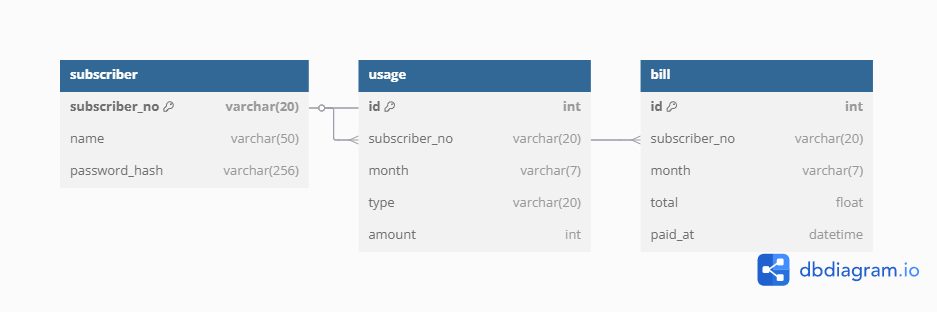 subscriber
subscriber_no varchar(20)
name varchar(50)
password_hash varchar(256)
usage
id int
subscriber_no varchar(20)
month varchar(7)
type varchar(20)
amount int
bill
id int
subscriber_no varchar(20)
month varchar(7)
total float
paid_at datetime
dbdiagram.io